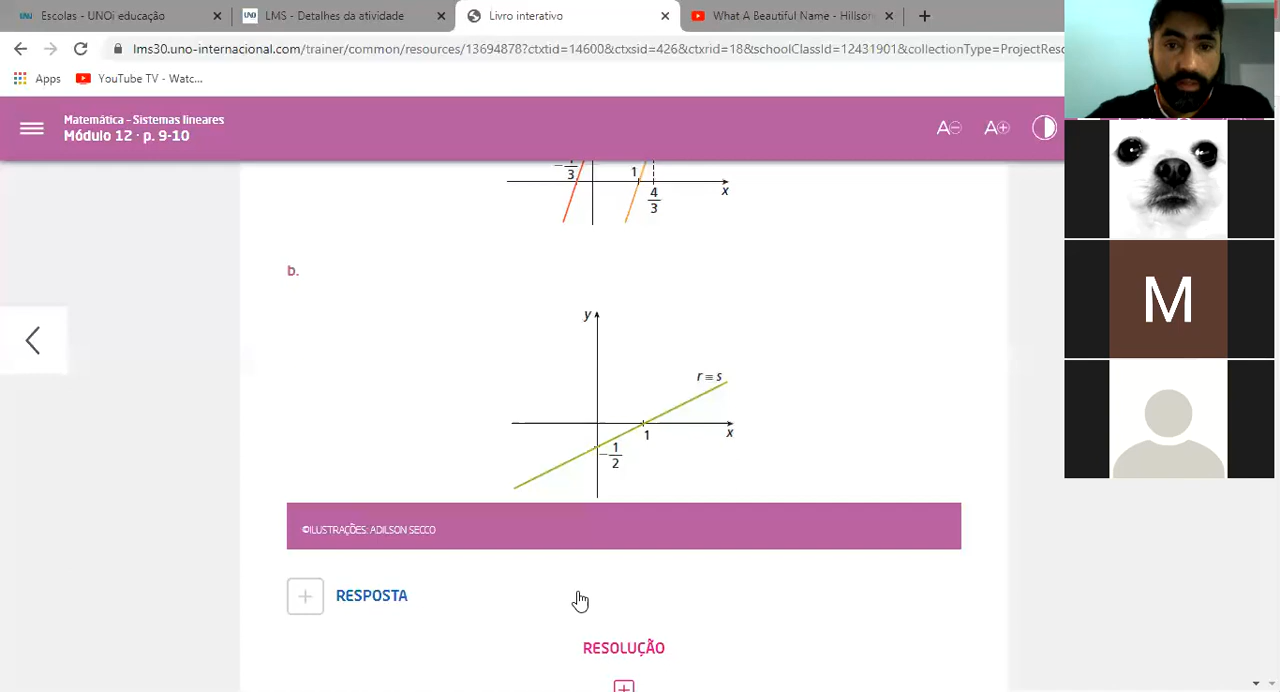 Escolas - UNOi educação
LMS - Detalhes da atividade
Livro interativo
What A Beautiful Name - Hillson
lms30.uno-internacional.com/trainer/common/resources/13694878?ctxtid=14600&ctxsid=426&ctxrid=18&schoolClassId=12431901&collectionType=ProjectReso
Apps
YouTube TV - Watc...
Matemática – Sistemas lineares
Módulo 12 · p. 9-10
A A
3
1
4
3
x
b.
y
r ≡ s
1
x
– 1
2
©ILUSTRAÇÕES: ADILSON SECCO
+ RESPOSTA
RESOLUÇÃO
+
M